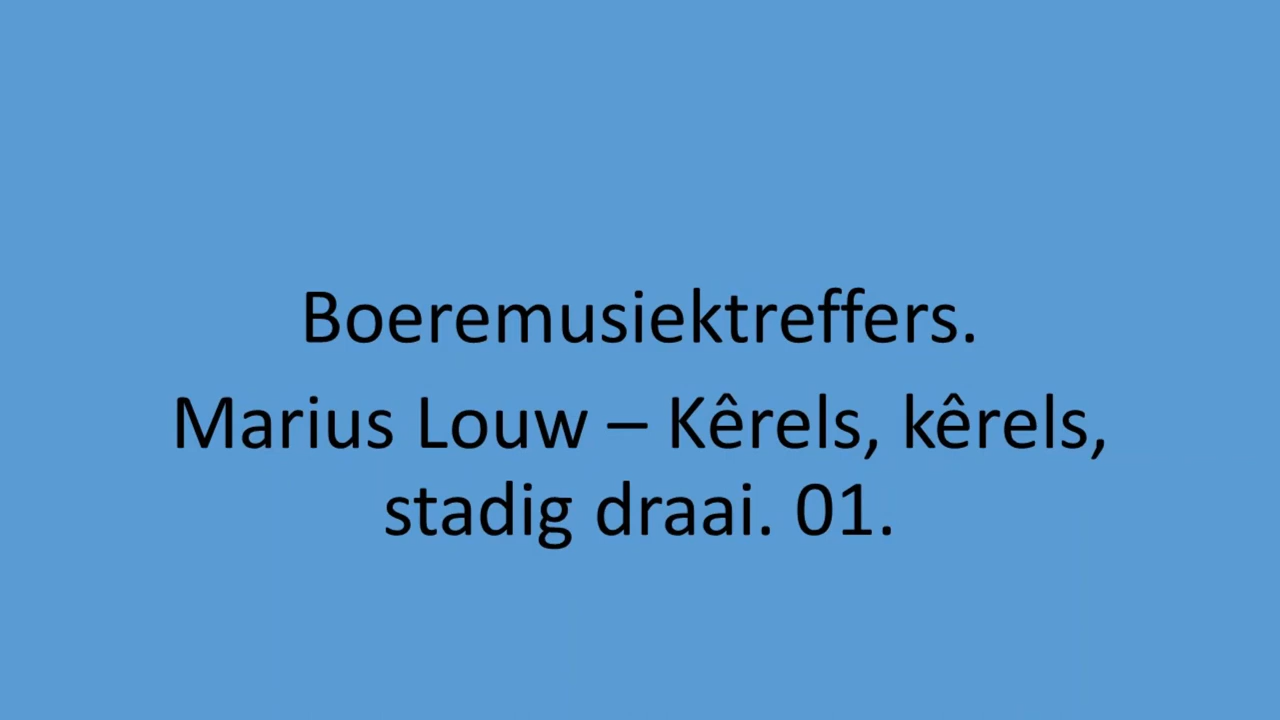 Boeremusiektreffers.
Marius Louw – Kêrels, kêrels,
stadig draai. 01.